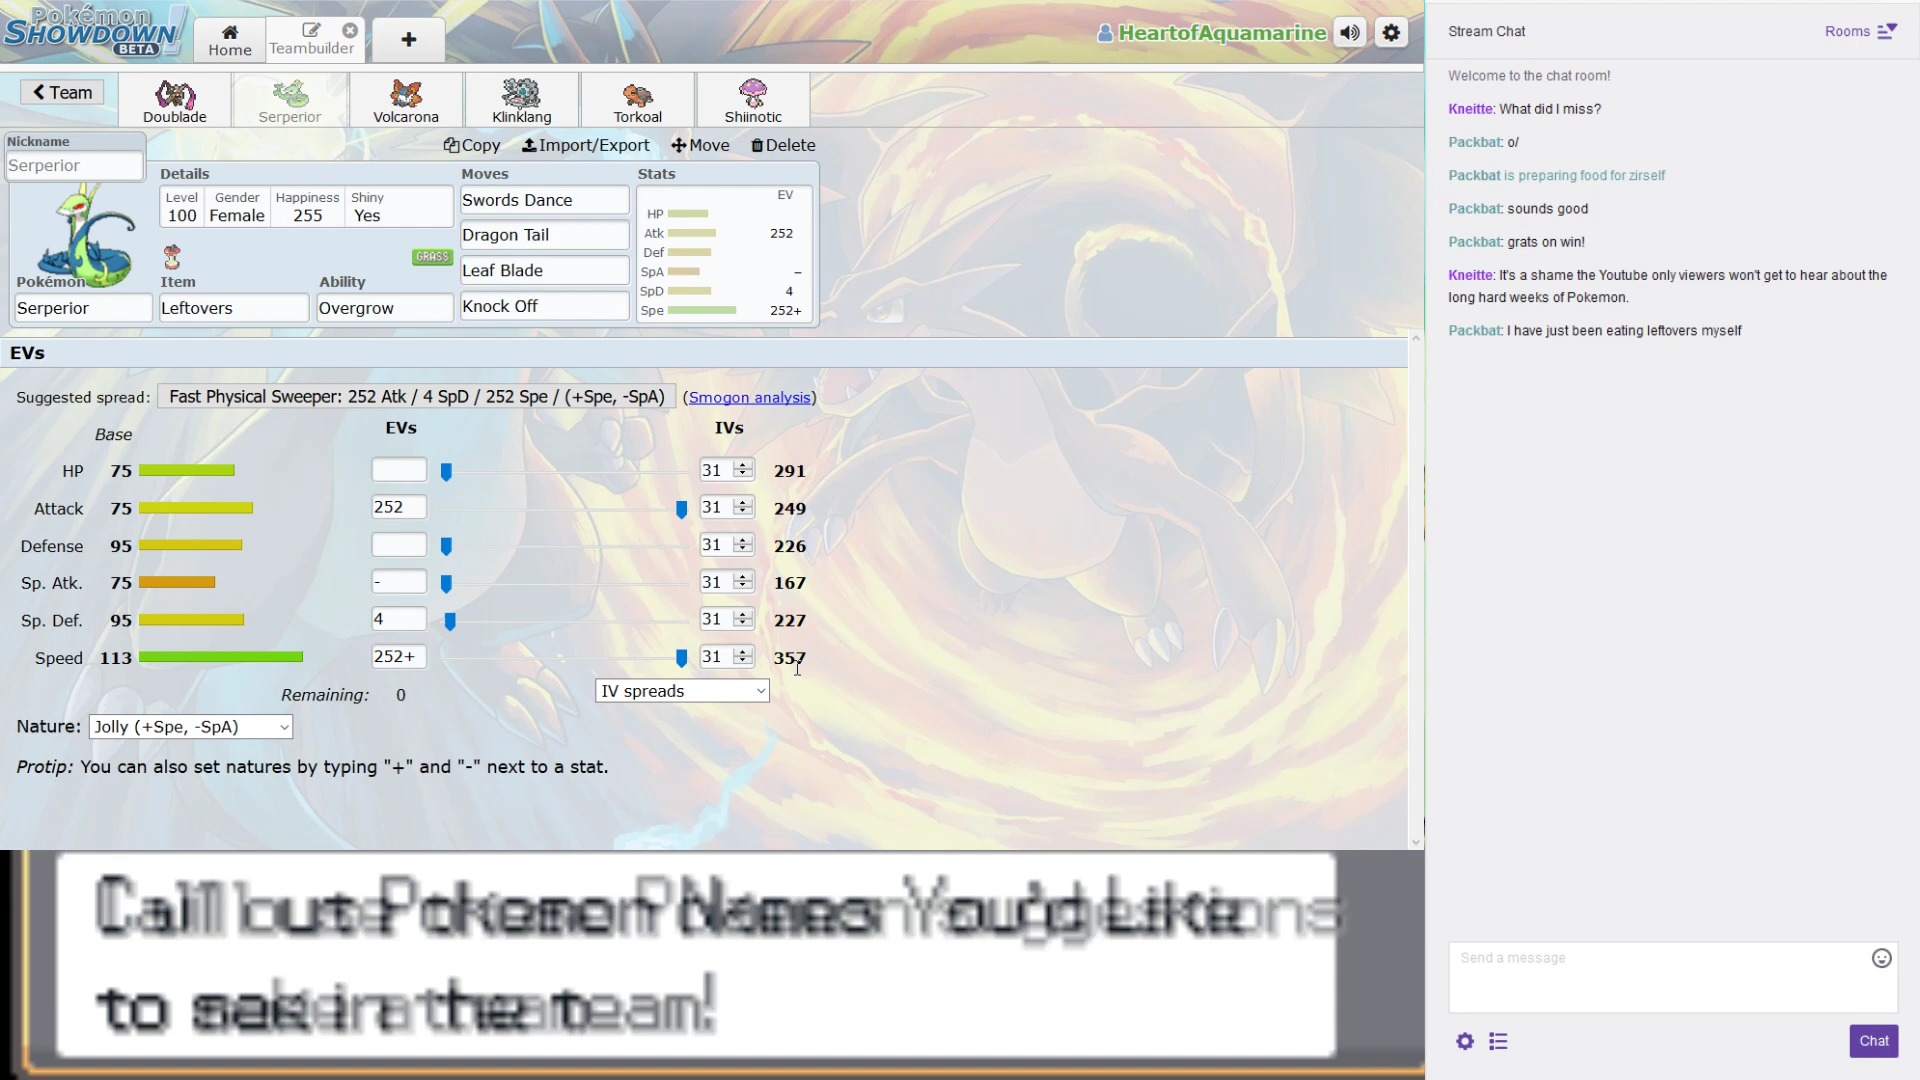 Pokémon
SHOWDOWN
BETA
Home
Teambuilder
+
HeartofAquamarine
Team
Doublade
Serperior
Volcarona
Klinklang
Torkoal
Shiinotic
Copy
Import/Export
Move
Delete
Nickname
Serperior
Details
Level
100
Gender
Female
Happiness
255
Shiny
Yes
GRASS
Pokémon
Serperior
Item
Leftovers
Ability
Overgrow
Moves
Swords Dance
Dragon Tail
Leaf Blade
Knock Off
Stats
EV
HP
Atk 252
Def
SpA –
SpD 4
Spe 252+
EVs
Suggested spread: Fast Physical Sweeper: 252 Atk / 4 SpD / 252 Spe / (+Spe, -SpA) (Smogon analysis)
Base EVs IVs
HP 75 31 291
Attack 75 252 31 249
Defense 95 31 226
Sp. Atk. 75 - 31 167
Sp. Def. 95 4 31 227
Speed 113 252+ 31 357
Remaining: 0
IV spreads
Nature: Jolly (+Spe, -SpA)
Protip: You can also set natures by typing "+" and "-" next to a stat.
to team!
Stream Chat
Rooms
Welcome to the chat room!
Kneitte: What did I miss?
Packbat: o/
Packbat is preparing food for zirself
Packbat: sounds good
Packbat: grats on win!
Kneitte: It's a shame the Youtube only viewers won't get to hear about the
long hard weeks of Pokemon.
Packbat: I have just been eating leftovers myself
Send a message
Chat